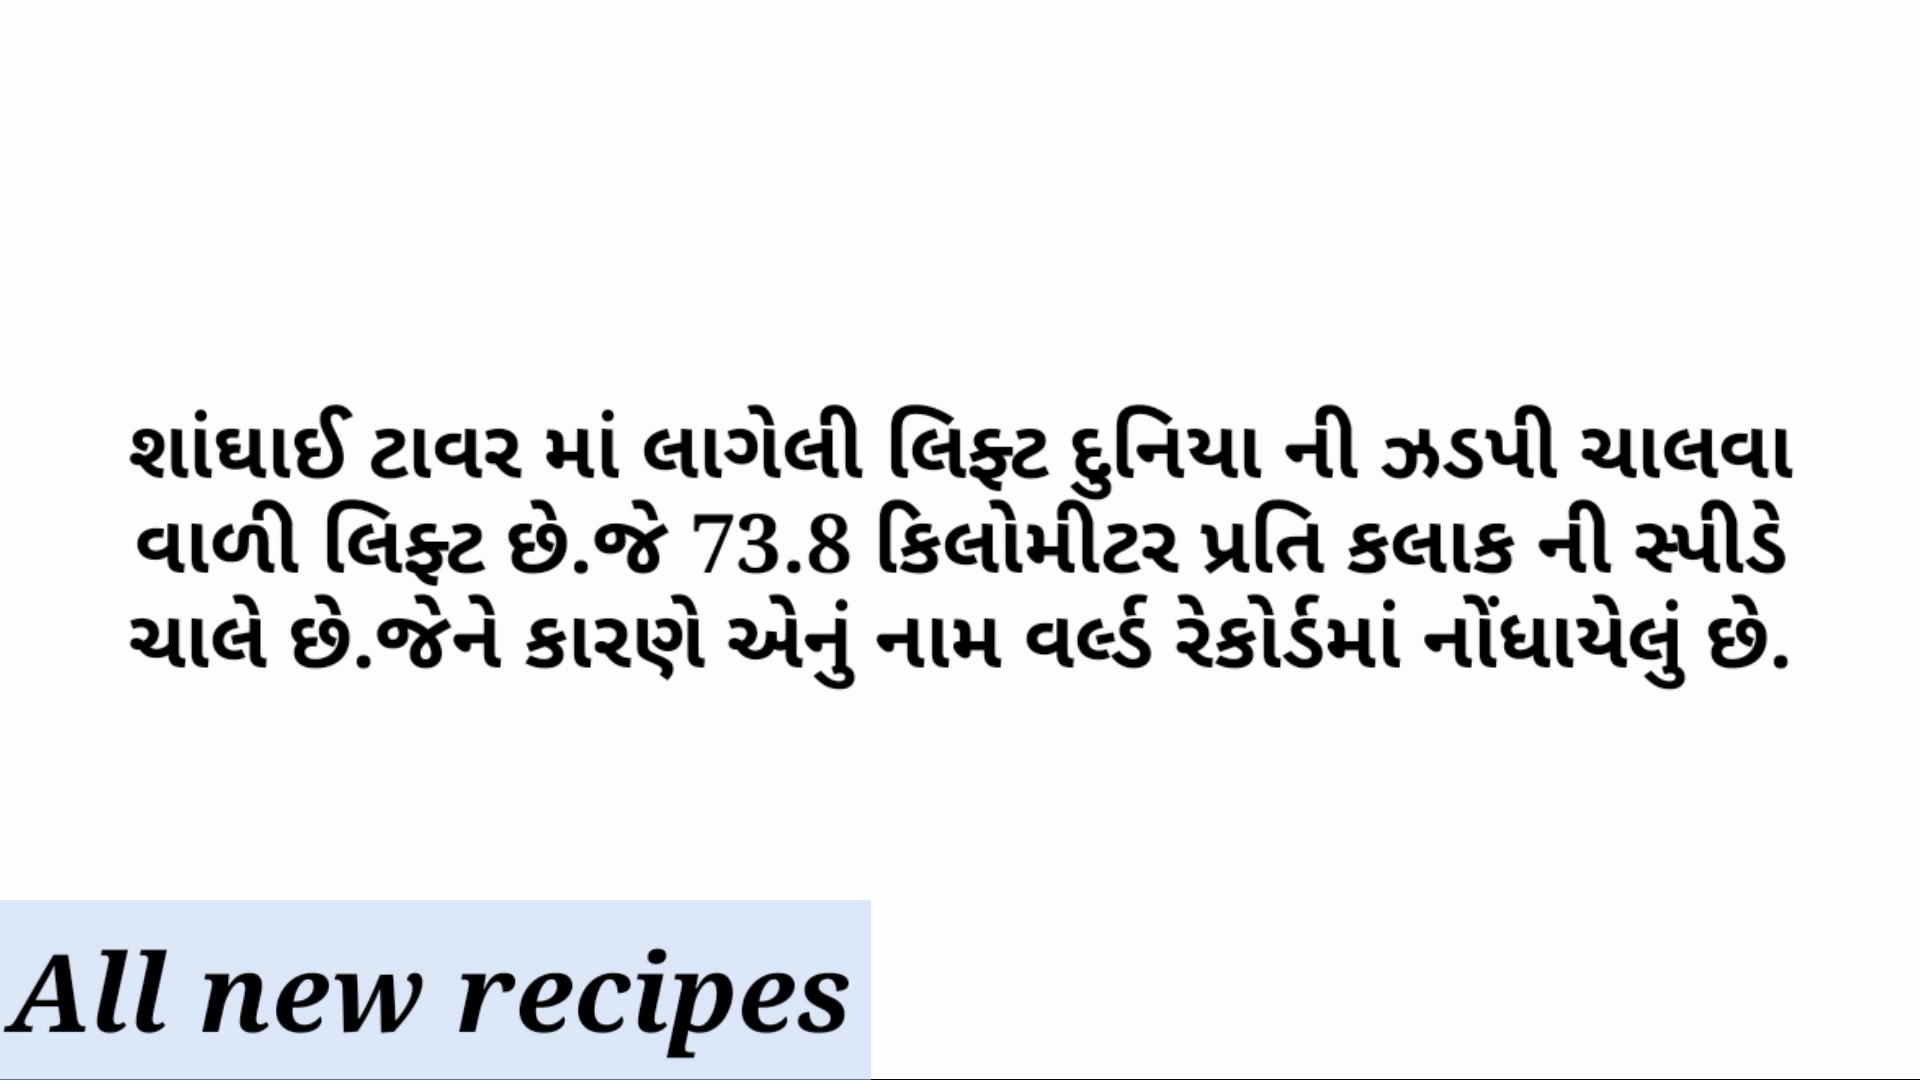 શાંઘાઈ ટાવર માં લાગેલી લિફ્ટ દુનિયા ની ઝડપી ચાલવા
વાળી લિફ્ટ છે.જે 73.8 કિલોમીટર પ્રતિ કલાક ની સ્પીડે
ચાલે છે.જેને કારણે એનું નામ વર્લ્ડ રેકોર્ડમાં નોંધાયેલું છે.
All new recipes